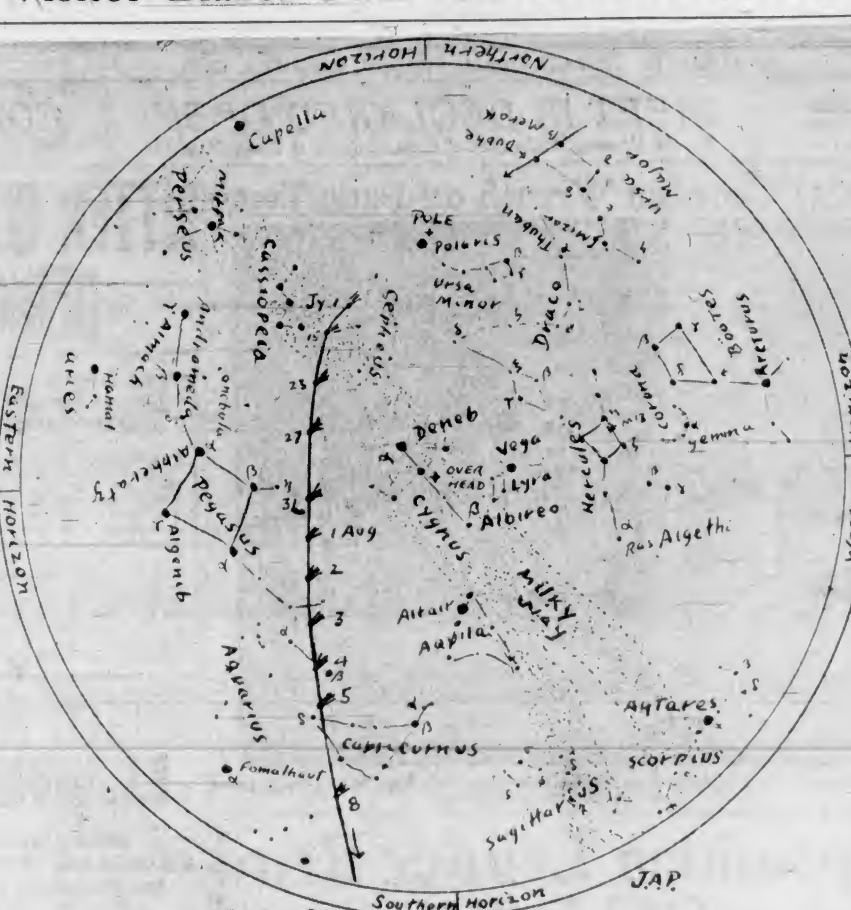 Northern Horizon
Capella
β Merak
α Dubhe
Ursa Major
Perseus
Mizar
Thuban
POLE
Polaris
Cassiopeia
Jy 1
Ursa Minor
Draco
Cepheus
Bootes
Arcturus
γ Almach
Andromeda
Aries
Hamal
Corona
gemma
Eastern Horizon
23
27
31
Deneb
Vega
Lyra
OVER HEAD
Hercules
Alpheratz
Pegasus
Cygnus
β Albireo
Algenib
1 Aug
2
3
4
5
8
Ras Algethi
Milky Way
Altair
Aquila
Aquarius
Antares
Scorpius
Capricornus
Fomalhaut
Sagittarius
J.A.P.
Southern Horizon